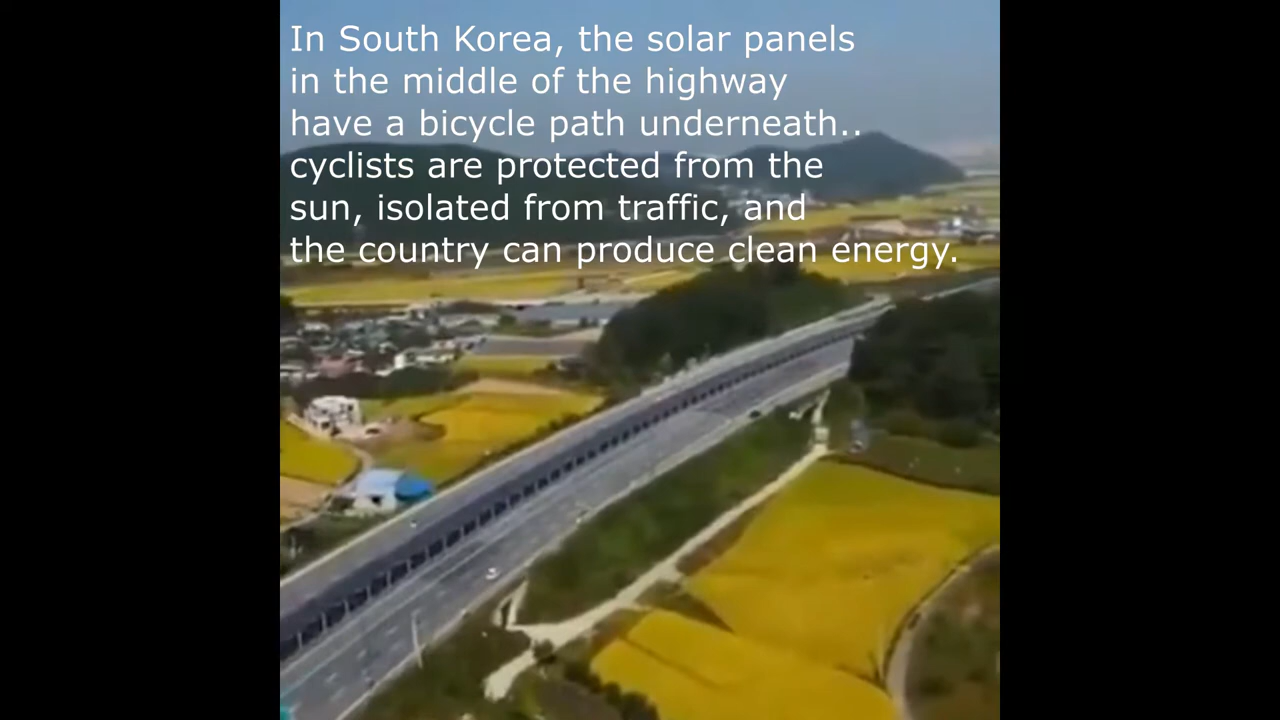 In South Korea, the solar panels
in the middle of the highway
have a bicycle path underneath..
cyclists are protected from the
sun, isolated from traffic, and
the country can produce clean energy.